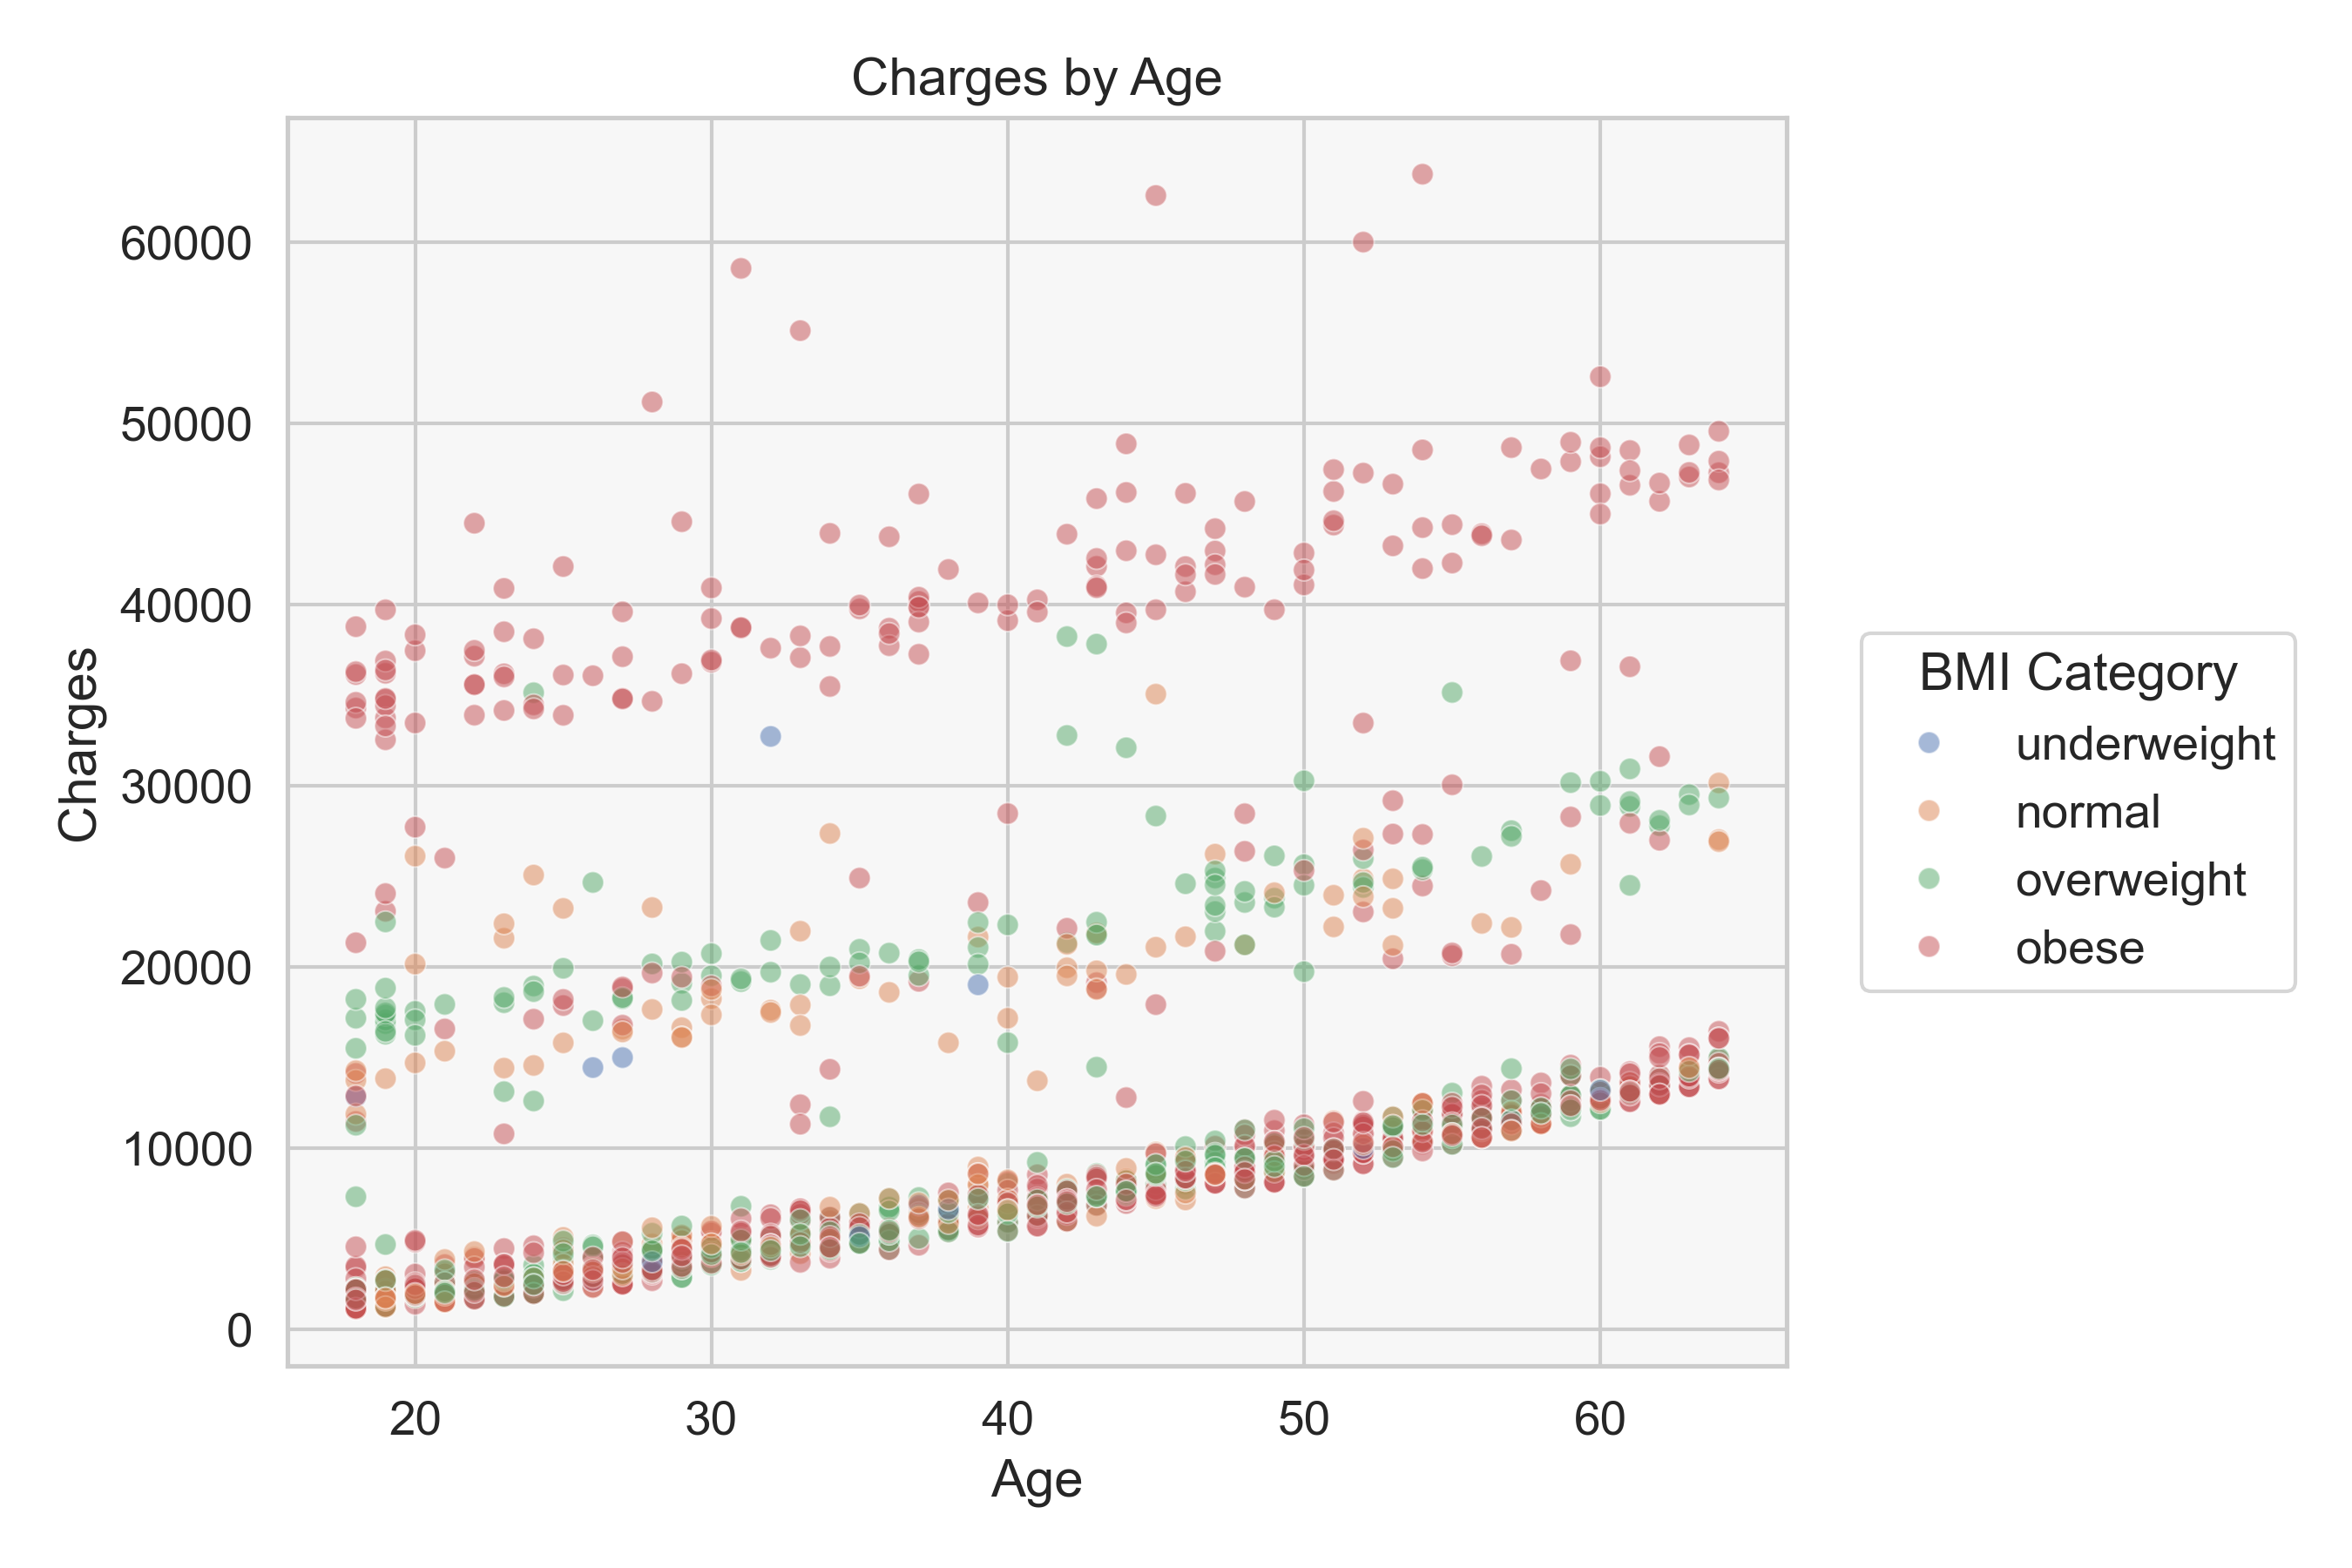 Charges by Age
60000
50000
40000
30000
20000
10000
0
Charges
20 30 40 50 60
Age
BMI Category
underweight
normal
overweight
obese